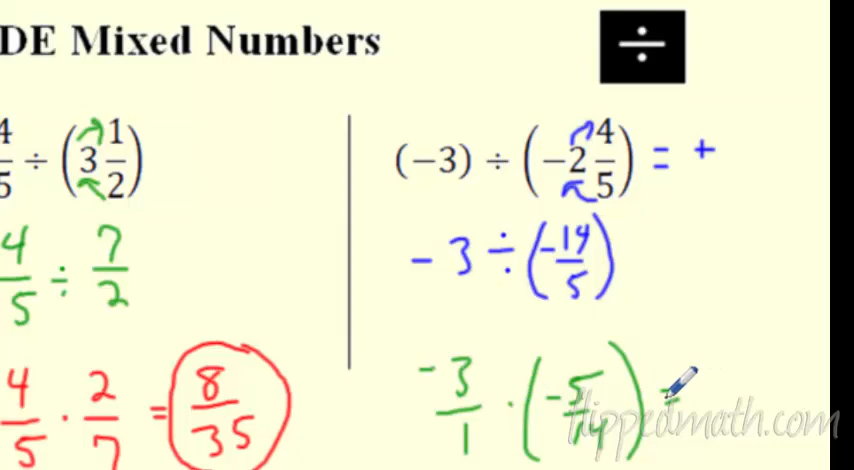 DE Mixed Numbers ÷
4/5 ÷ (3 1/2)
4/5 ÷ 7/2
4/5 · 2/7 = 8/35
(−3) ÷ (−2 4/5) = +
-3 ÷ (-14/5)
-3/1 · (-5/14) =
flippedmath.com